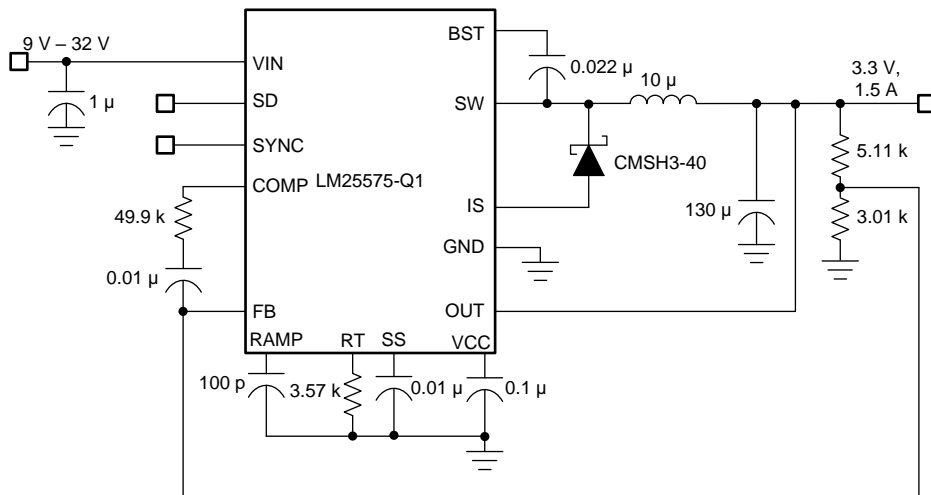 9 V – 32 V
1 µ
VIN
SD
SYNC
COMP
LM25575-Q1
49.9 k
0.01 µ
FB
RAMP
RT
SS
VCC
100 p
3.57 k
0.01 µ
0.1 µ
BST
0.022 µ
10 µ
SW
3.3 V,
1.5 A
CMSH3-40
5.11 k
IS
130 µ
3.01 k
GND
OUT